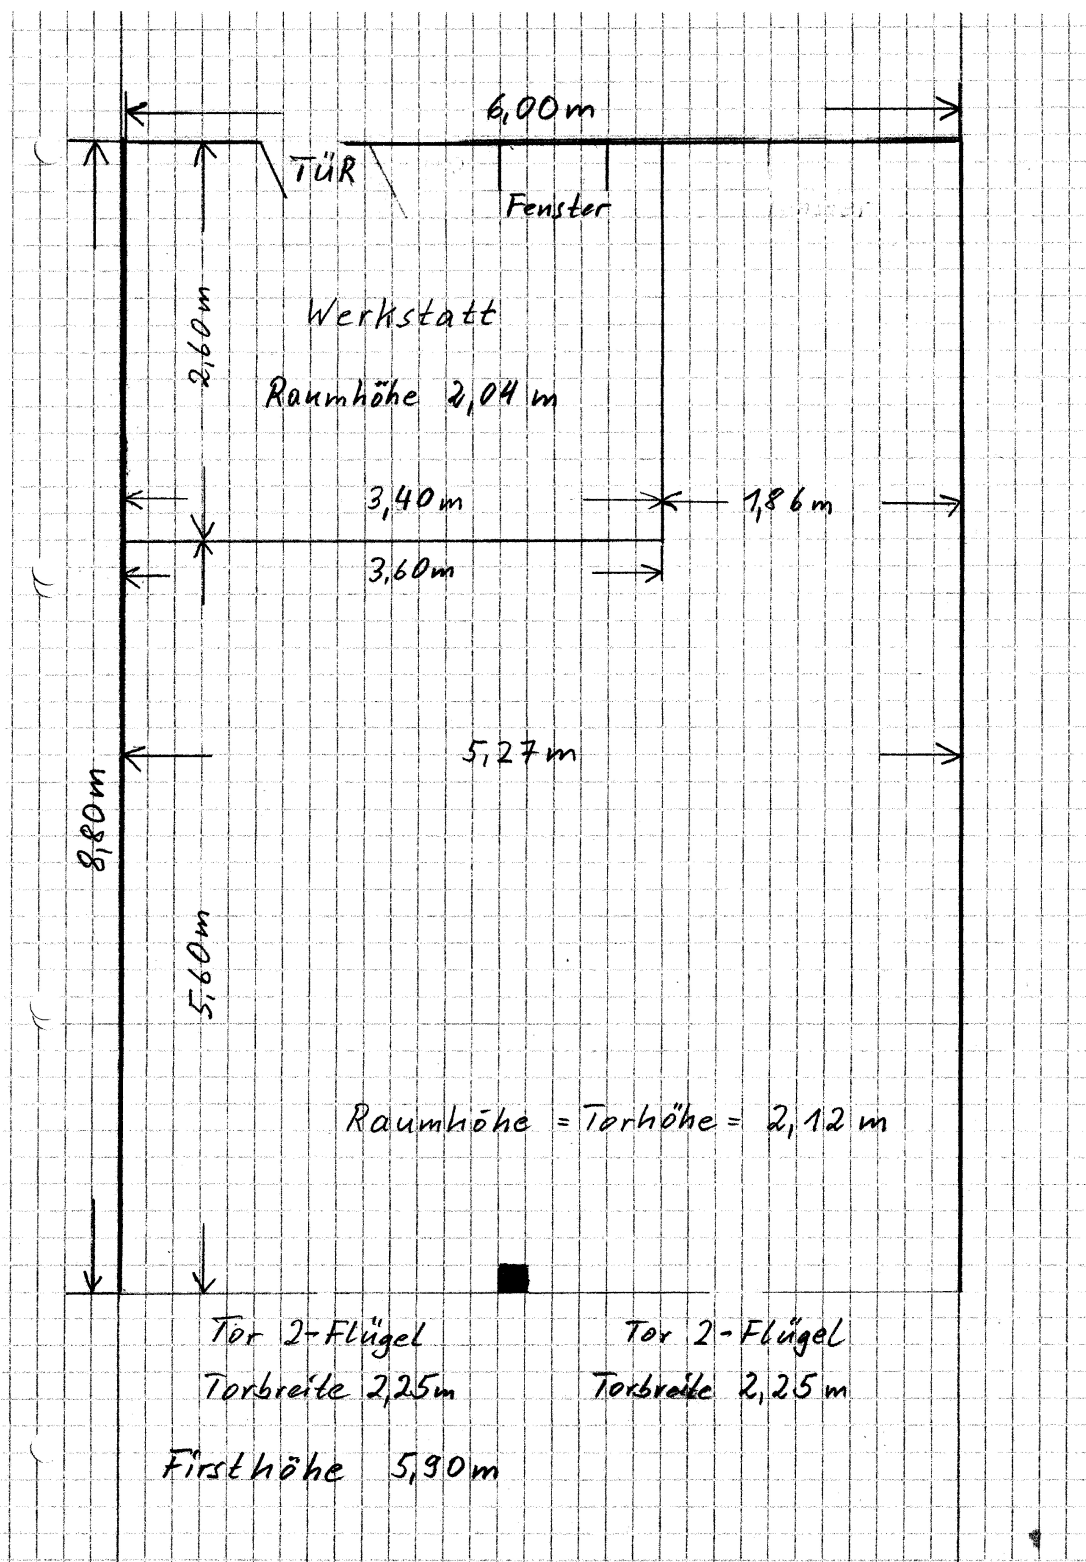 6,00m
TÜR
Fenster
2,60m
Werkstatt
Raumhöhe 2,04 m
3,40m
1,86m
3,60m
5,27m
8,80m
5,60m
Raumhöhe = Torhöhe = 2,12 m
Tor 2-Flügel
Tor 2-Flügel
Torbreite 2,25m
Torbreite 2,25m
Firsthöhe 5,90m